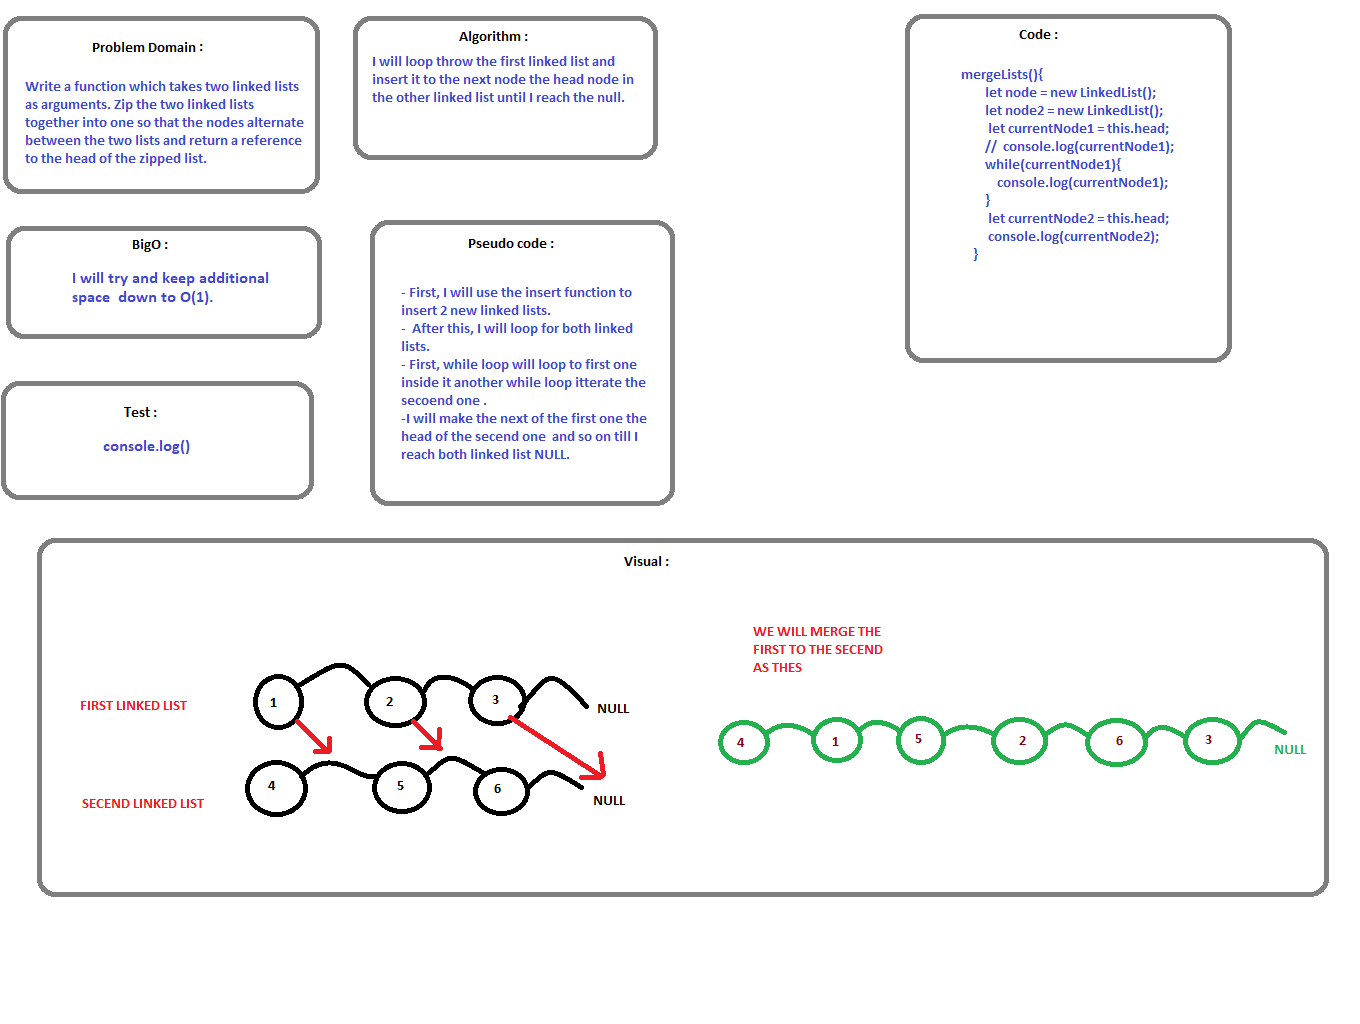 Problem Domain :
Write a function which takes two linked lists
as arguments. Zip the two linked lists
together into one so that the nodes alternate
between the two lists and return a reference
to the head of the zipped list.
Algorithm :
I will loop throw the first linked list and
insert it to the next node the head node in
the other linked list until I reach the null.
Code :
mergeLists(){
let node = new LinkedList();
let node2 = new LinkedList();
let currentNode1 = this.head;
// console.log(currentNode1);
while(currentNode1){
console.log(currentNode1);
}
let currentNode2 = this.head;
console.log(currentNode2);
}
BigO :
I will try and keep additional
space down to O(1).
Pseudo code :
- First, I will use the insert function to
insert 2 new linked lists.
- After this, I will loop for both linked
lists.
- First, while loop will loop to first one
inside it another while loop itterate the
secoend one .
-I will make the next of the first one the
head of the secend one and so on till I
reach both linked list NULL.
Test :
console.log()
Visual :
WE WILL MERGE THE
FIRST TO THE SECEND
AS THES
FIRST LINKED LIST
1
2
3
NULL
SECEND LINKED LIST
4
5
6
NULL
4
1
5
2
6
3
NULL